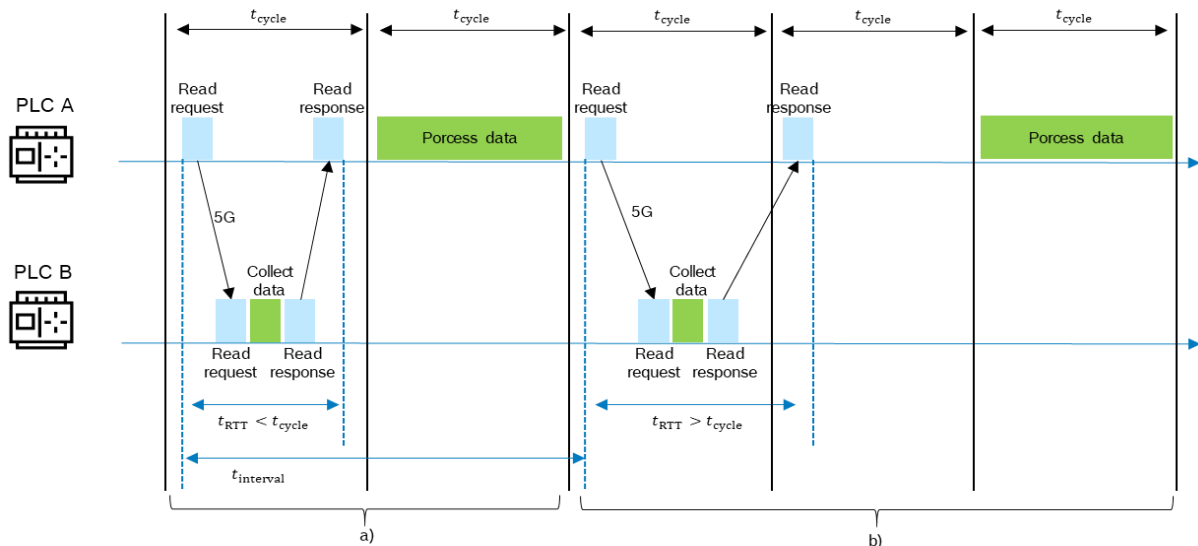 t_cycle t_cycle t_cycle t_cycle t_cycle
Read
request
Read
response
Read
request
Read
response
PLC A
Porcess data
Porcess data
5G
5G
PLC B
Collect
data
Collect
data
Read
request
Read
response
Read
request
Read
response
t_RTT < t_cycle
t_RTT > t_cycle
t_interval
a)
b)